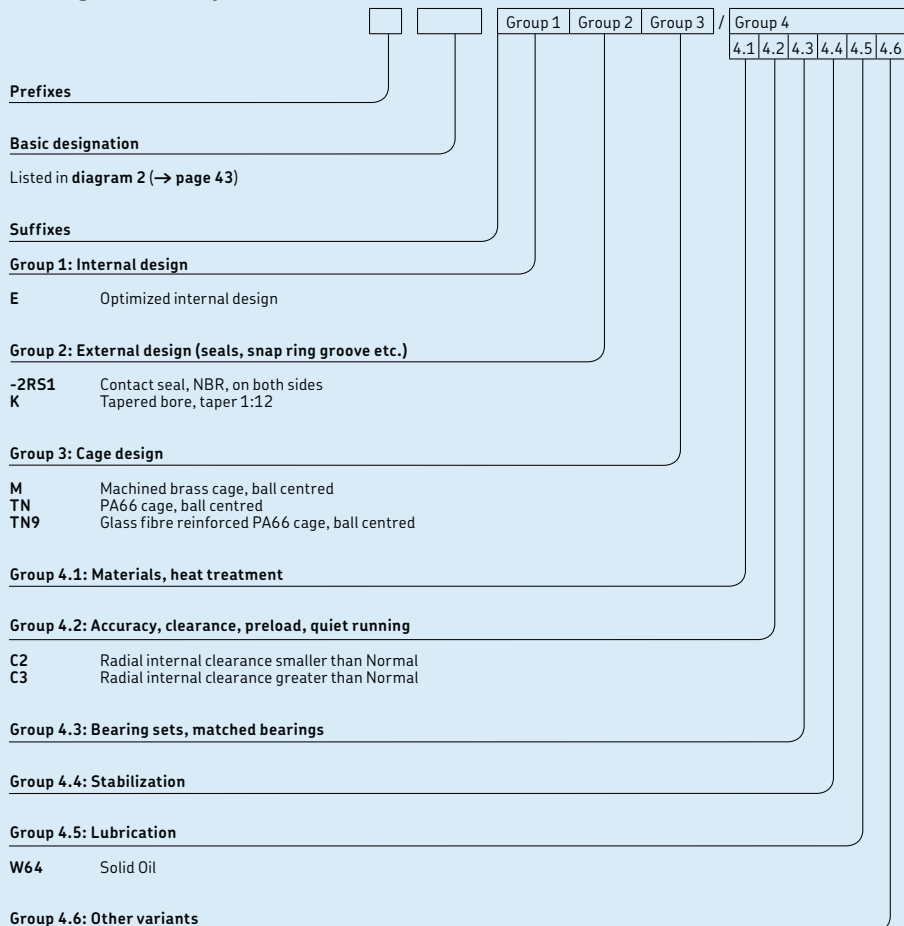 Group 1 Group 2 Group 3 / Group 4
4.1 4.2 4.3 4.4 4.5 4.6
Prefixes
Basic designation
Listed in diagram 2 (→ page 43)
Suffixes
Group 1: Internal design
E Optimized internal design
Group 2: External design (seals, snap ring groove etc.)
-2RS1 Contact seal, NBR, on both sides
K Tapered bore, taper 1:12
Group 3: Cage design
M Machined brass cage, ball centred
TN PA66 cage, ball centred
TN9 Glass fibre reinforced PA66 cage, ball centred
Group 4.1: Materials, heat treatment
Group 4.2: Accuracy, clearance, preload, quiet running
C2 Radial internal clearance smaller than Normal
C3 Radial internal clearance greater than Normal
Group 4.3: Bearing sets, matched bearings
Group 4.4: Stabilization
Group 4.5: Lubrication
W64 Solid Oil
Group 4.6: Other variants